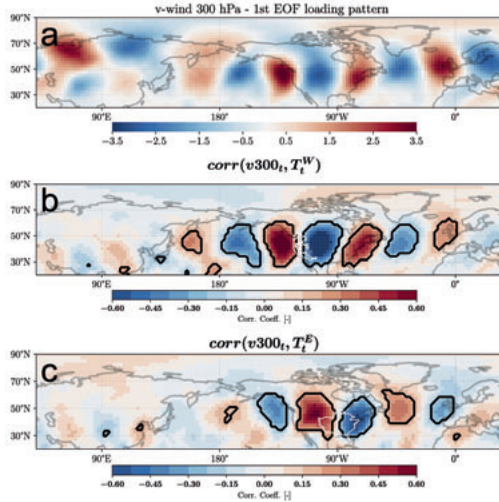 v-wind 300 hPa - 1st EOF loading pattern
a
90°N
70°N
50°N
30°N
90°E 180° 90°W 0°
-3.5 -2.5 -1.5 -0.5 0.5 1.5 2.5 3.5
corr(v300t, TtW)
b
90°N
70°N
50°N
30°N
90°E 180° 90°W 0°
-0.60 -0.45 -0.30 -0.15 0.00 0.15 0.30 0.45 0.60
Corr. Coeff. [-]
corr(v300t, TtE)
c
90°N
70°N
50°N
30°N
90°E 180° 90°W 0°
-0.60 -0.45 -0.30 -0.15 0.00 0.15 0.30 0.45 0.60
Corr. Coeff. [-]